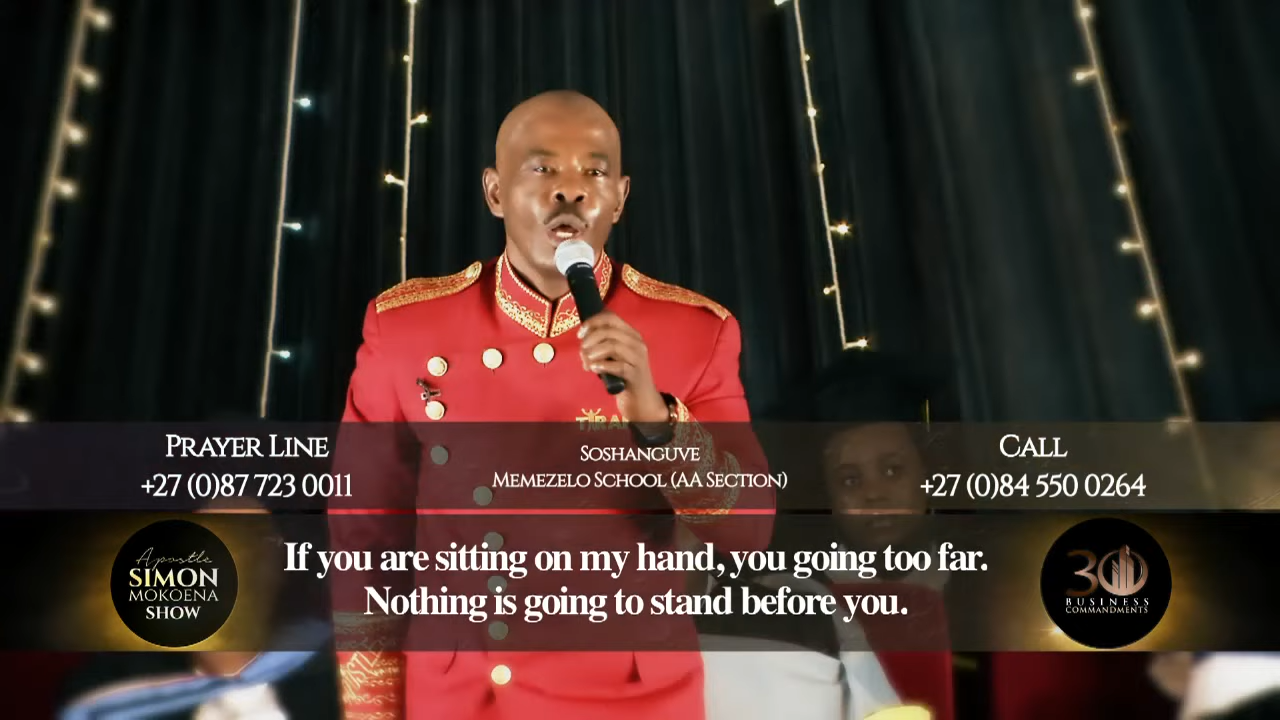 PRAYER LINE
+27 (0)87 723 0011
SOSHANGUVE
MEMEZELO SCHOOL (AA SECTION)
CALL
+27 (0)84 550 0264
Apostle
SIMON
MOKOENA
SHOW
If you are sitting on my hand, you going too far.
Nothing is going to stand before you.
30
BUSINESS
COMMANDMENTS